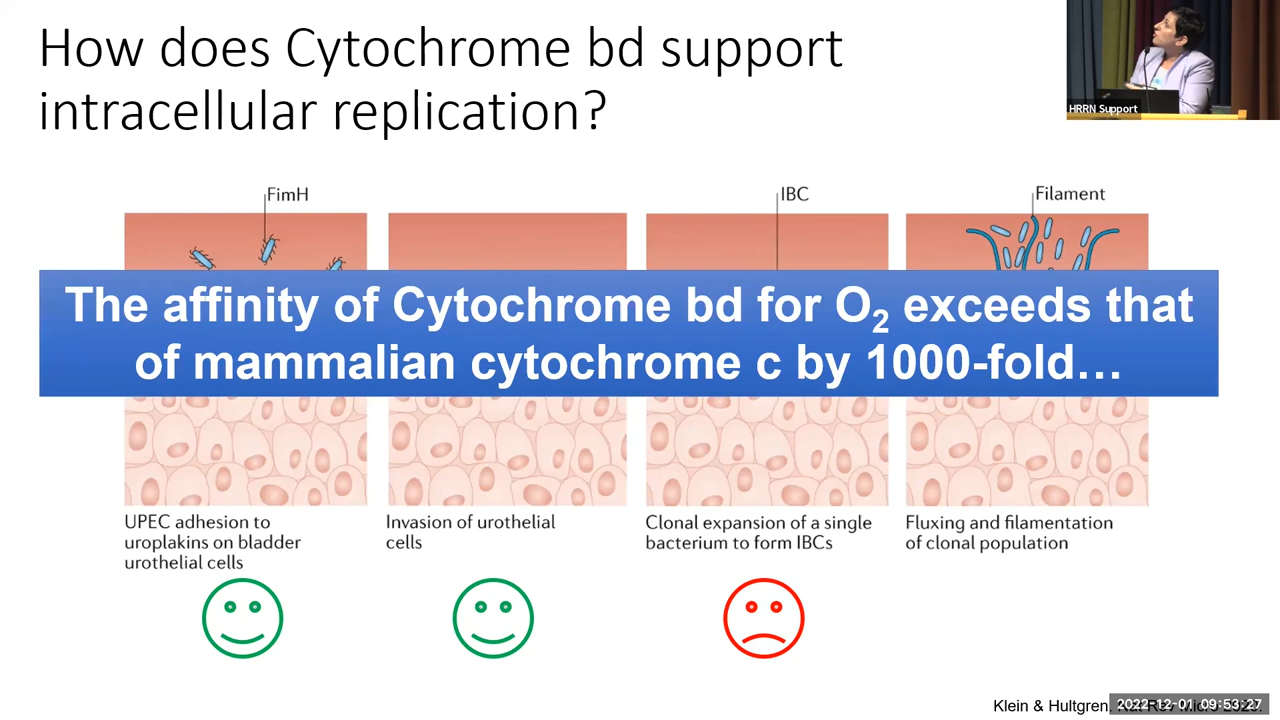 How does Cytochrome bd support
intracellular replication?
HRRN Support
FimH
IBC
Filament
The affinity of Cytochrome bd for O2 exceeds that
of mammalian cytochrome c by 1000-fold…
UPEC adhesion to
uroplakins on bladder
urothelial cells
Invasion of urothelial
cells
Clonal expansion of a single
bacterium to form IBCs
Fluxing and filamentation
of clonal population
Klein & Hultgren.
2022-12-01 09:53:27